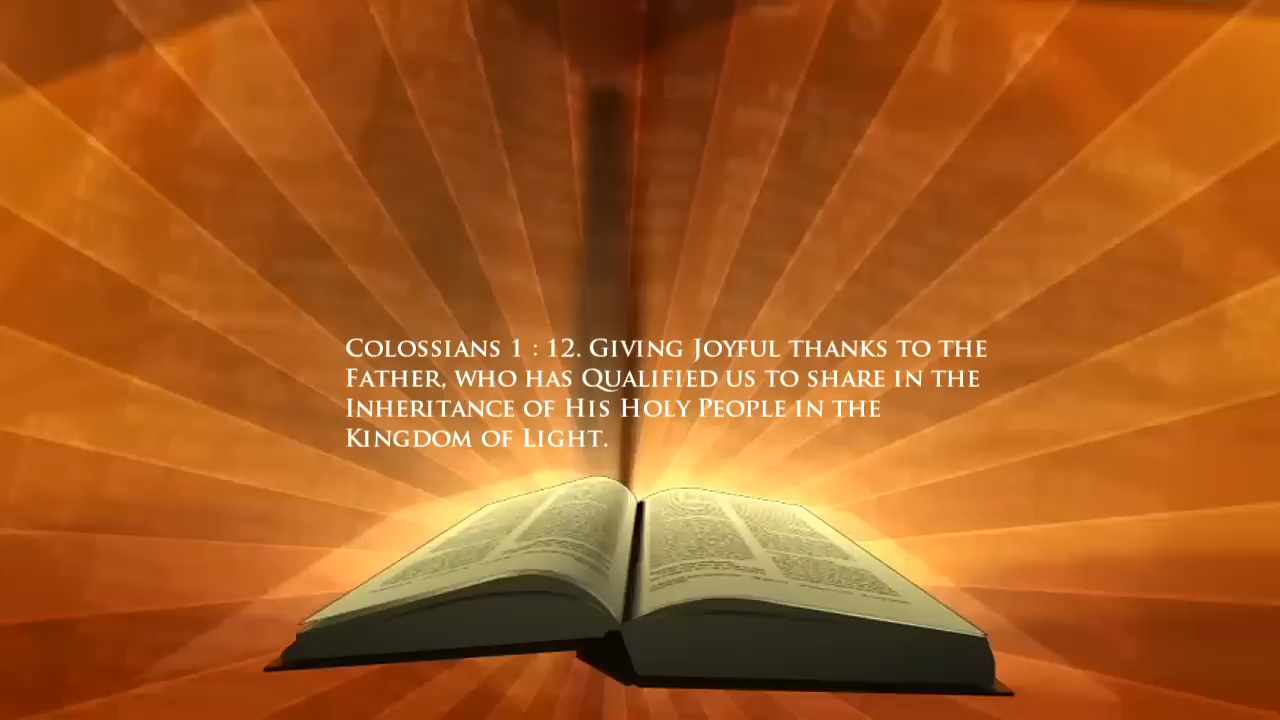 Colossians 1 : 12. Giving Joyful thanks to the
Father, who has Qualified us to share in the
Inheritance of His Holy People in the
Kingdom of Light.